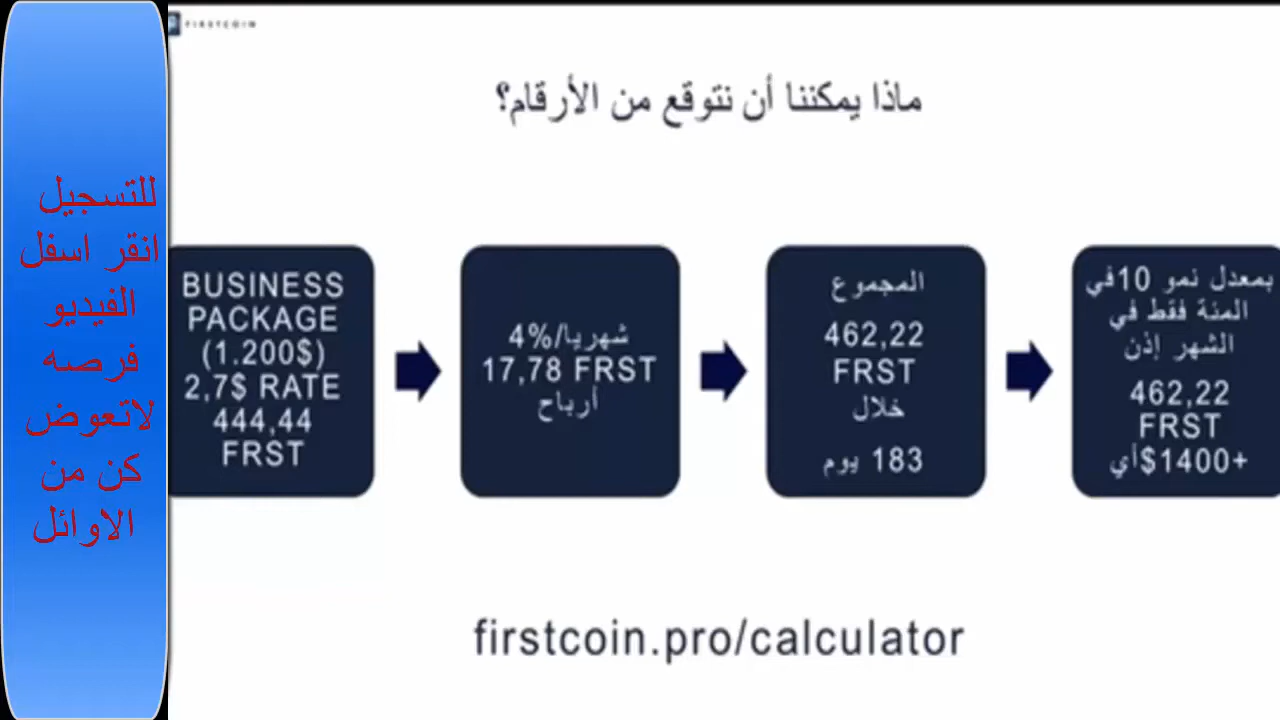 FIRSTCOIN
ماذا يمكننا أن نتوقع من الأرقام؟
للتسجيل
انقر اسفل
الفيديو
فرصه
لاتعوض
كن من
الاوائل
BUSINESS
PACKAGE
(1.200$)
2,7$ RATE
444,44
FRST
شهريا/4%
17,78 FRST
أرباح
المجموع
462,22
FRST
خلال
183 يوم
بمعدل نمو 10في
المئة فقط في
الشهر إذن
462,22
FRST
أي$1400+
firstcoin.pro/calculator